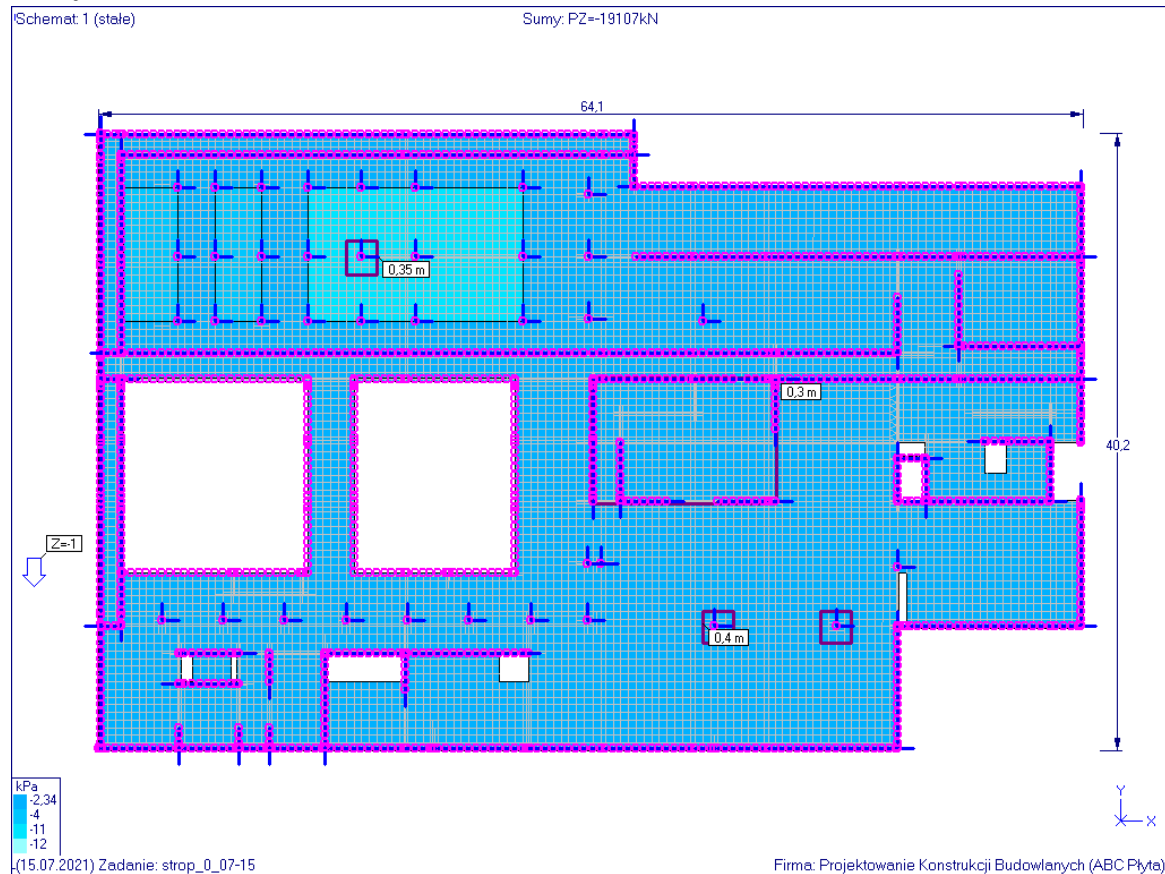 Schemat: 1 (stałe)
Sumy: PZ=-19107kN
64,1
0,35 m
0,3 m
40,2
Z=-1
0,4 m
kPa
-2,34
-4
-11
-12
Y
X
(15.07.2021) Zadanie: strop_0_07-15
Firma: Projektowanie Konstrukcji Budowlanych (ABC Płyta)